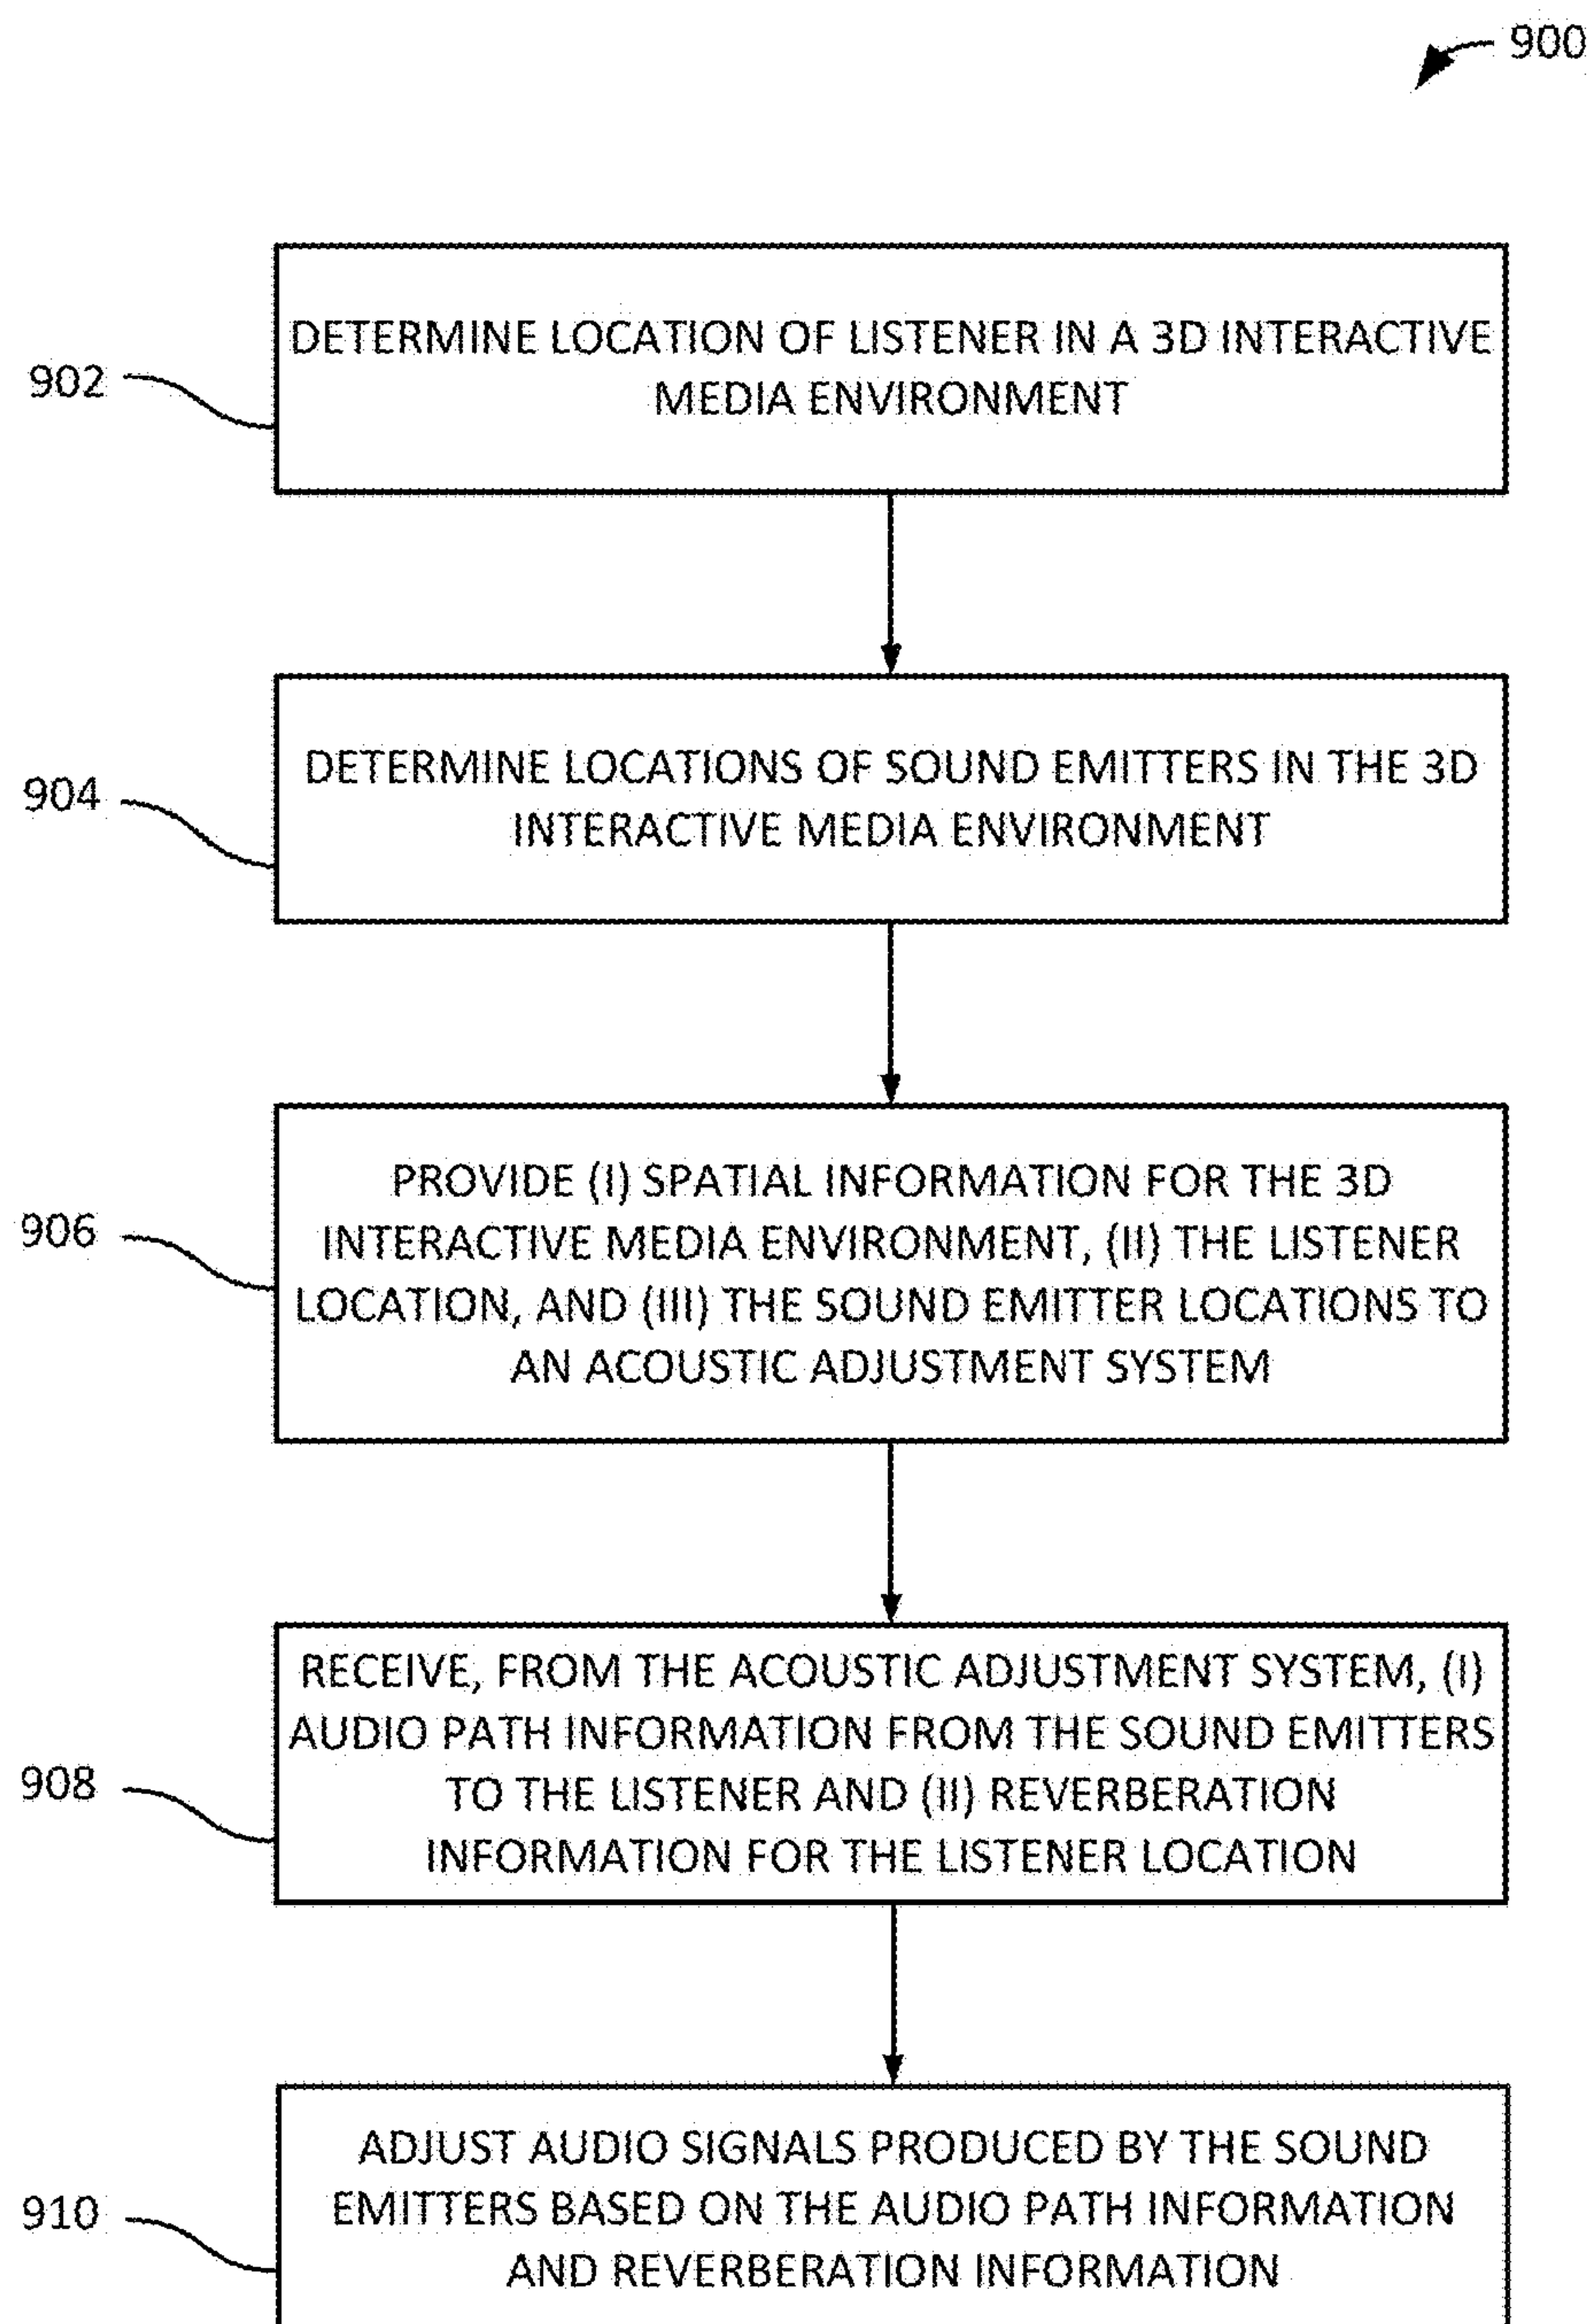 900
DETERMINE LOCATION OF LISTENER IN A 3D INTERACTIVE
MEDIA ENVIRONMENT
902
DETERMINE LOCATIONS OF SOUND EMITTERS IN THE 3D
INTERACTIVE MEDIA ENVIRONMENT
904
PROVIDE (I) SPATIAL INFORMATION FOR THE 3D
INTERACTIVE MEDIA ENVIRONMENT, (II) THE LISTENER
LOCATION, AND (III) THE SOUND EMITTER LOCATIONS TO
AN ACOUSTIC ADJUSTMENT SYSTEM
906
RECEIVE, FROM THE ACOUSTIC ADJUSTMENT SYSTEM, (I)
AUDIO PATH INFORMATION FROM THE SOUND EMITTERS
TO THE LISTENER AND (II) REVERBERATION
INFORMATION FOR THE LISTENER LOCATION
908
ADJUST AUDIO SIGNALS PRODUCED BY THE SOUND
EMITTERS BASED ON THE AUDIO PATH INFORMATION
AND REVERBERATION INFORMATION
910